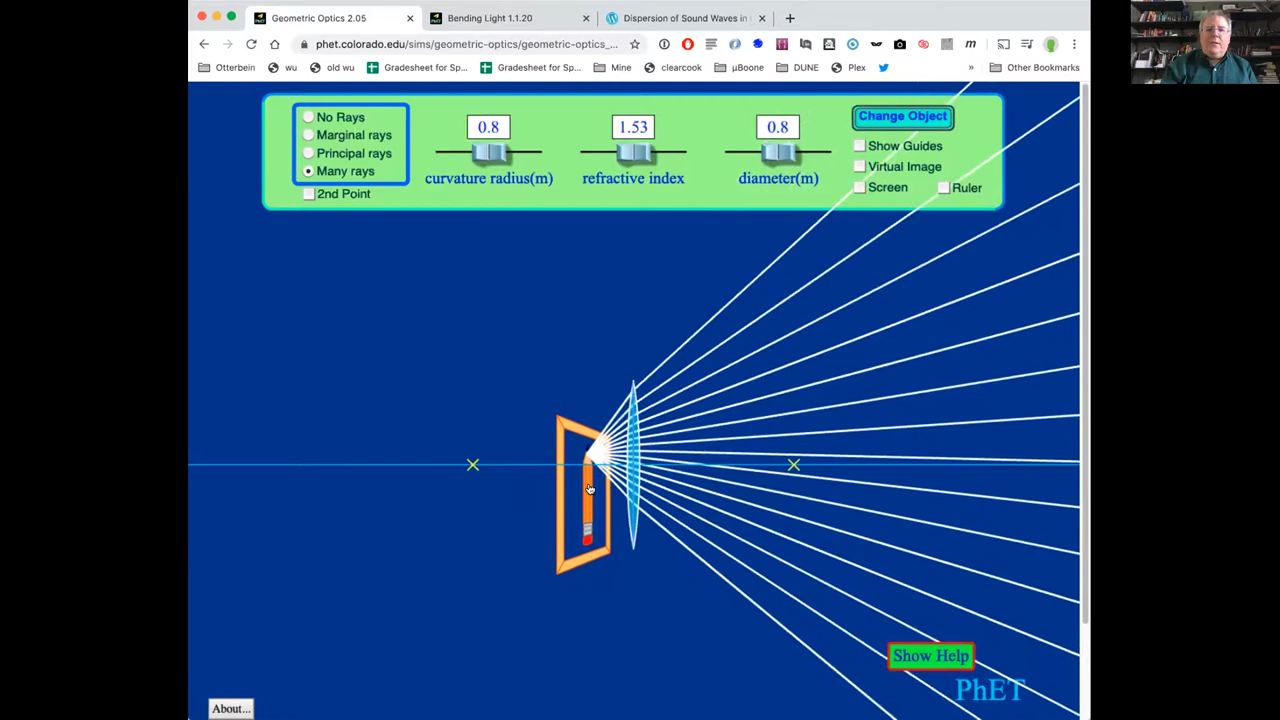 Geometric Optics 2.05
Bending Light 1.1.20
Dispersion of Sound Waves in
phet.colorado.edu/sims/geometric-optics/geometric-optics_...
Otterbein
wu
old wu
Gradesheet for Sp...
Gradesheet for Sp...
Mine
clearcook
µBoone
DUNE
Plex
»
Other Bookmarks
No Rays
Marginal rays
Principal rays
Many rays
2nd Point
0.8
curvature radius(m)
1.53
refractive index
0.8
diameter(m)
Change Object
Show Guides
Virtual Image
Screen
Ruler
Show Help
PhET
About...